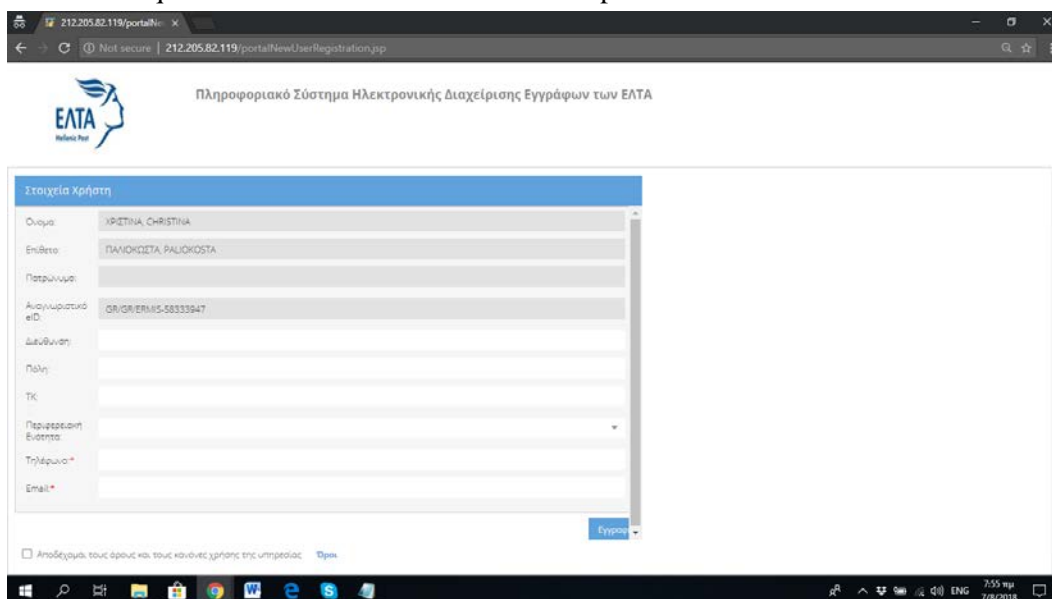 212.205.82.119/portalNe
Not secure | 212.205.82.119/portalNewUserRegistration.jsp
ΕΛΤΑ
Hellenic Post
Πληροφοριακό Σύστημα Ηλεκτρονικής Διαχείρισης Εγγράφων των ΕΛΤΑ
Στοιχεία Χρήστη
Όνομα: ΧΡΙΣΤΙΝΑ, CHRISTINA
Επίθετο: ΠΑΛΙΟΚΩΣΤΑ, PALIOKOSTA
Πατρώνυμο:
Αναγνωριστικό eID: GR/GR/ERMIS-58333947
Διεύθυνση:
Πόλη:
ΤΚ:
Περιφερειακή Ενότητα:
Τηλέφωνο:*
Email:*
Εγγραφ
Αποδέχομαι τους όρους και τους κανόνες χρήσης της υπηρεσίας Όροι
ENG
7:55 πμ
7/8/2018